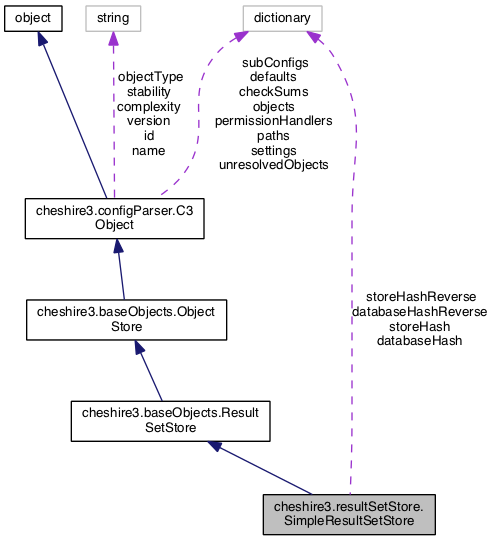 object
string
dictionary
objectType
stability
complexity
version
id
name
subConfigs
defaults
checkSums
objects
permissionHandlers
paths
settings
unresolvedObjects
cheshire3.configParser.C3
Object
cheshire3.baseObjects.Object
Store
storeHashReverse
databaseHashReverse
storeHash
databaseHash
cheshire3.baseObjects.Result
SetStore
cheshire3.resultSetStore.
SimpleResultSetStore